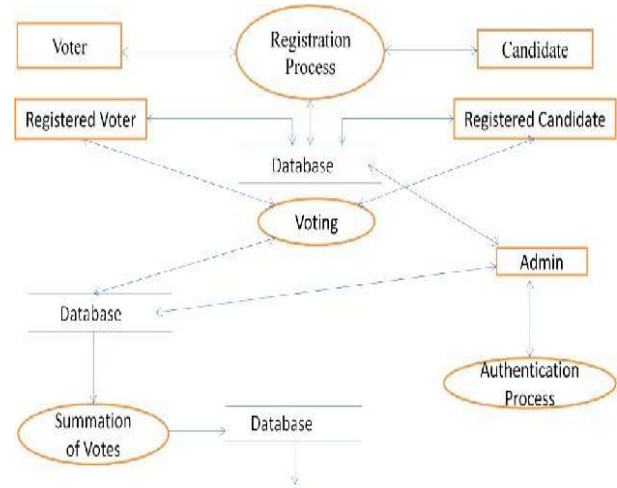 Voter
Registration
Process
Candidate
Registered Voter
Registered Candidate
Database
Voting
Admin
Database
Authentication
Process
Summation
of Votes
Database